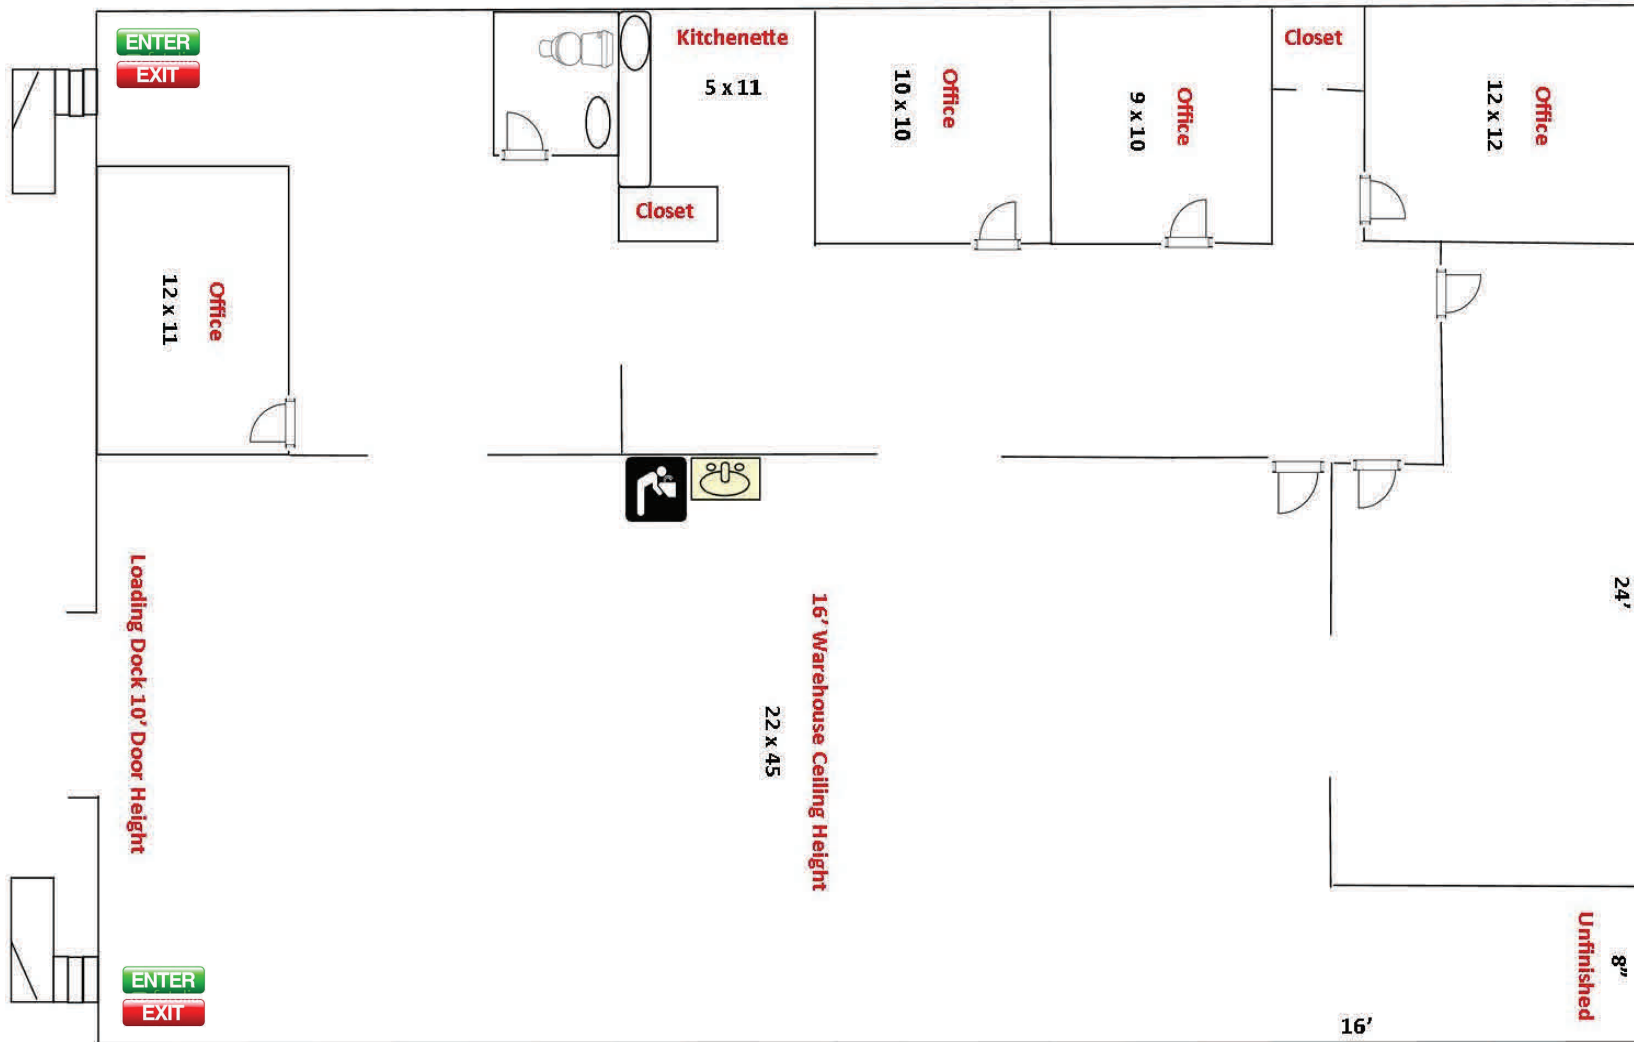 ENTER
EXIT
Kitchenette
5 x 11
Office
10 x 10
Office
9 x 10
Closet
Office
12 x 12
Closet
Office
12 x 11
24'
Loading Dock 10' Door Height
16' Warehouse Ceiling Height
22 x 45
Unfinished
8"
16'
ENTER
EXIT